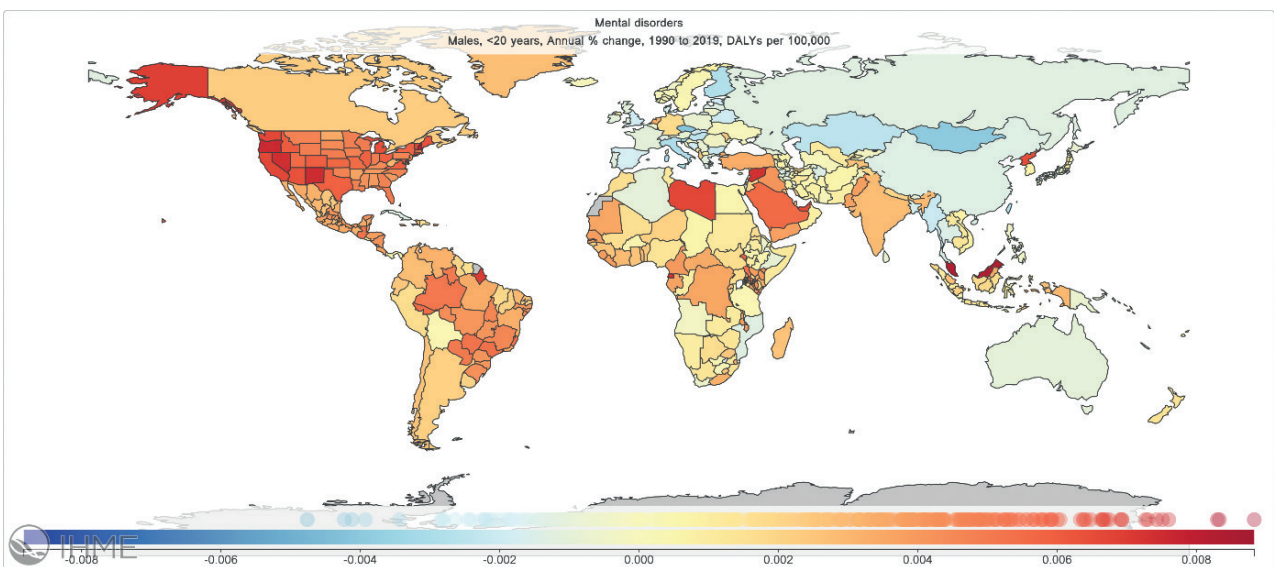 Mental disorders
Males, <20 years, Annual % change, 1990 to 2019, DALYs per 100,000
IHME
-0.008 -0.006 -0.004 -0.002 0.000 0.002 0.004 0.006 0.008